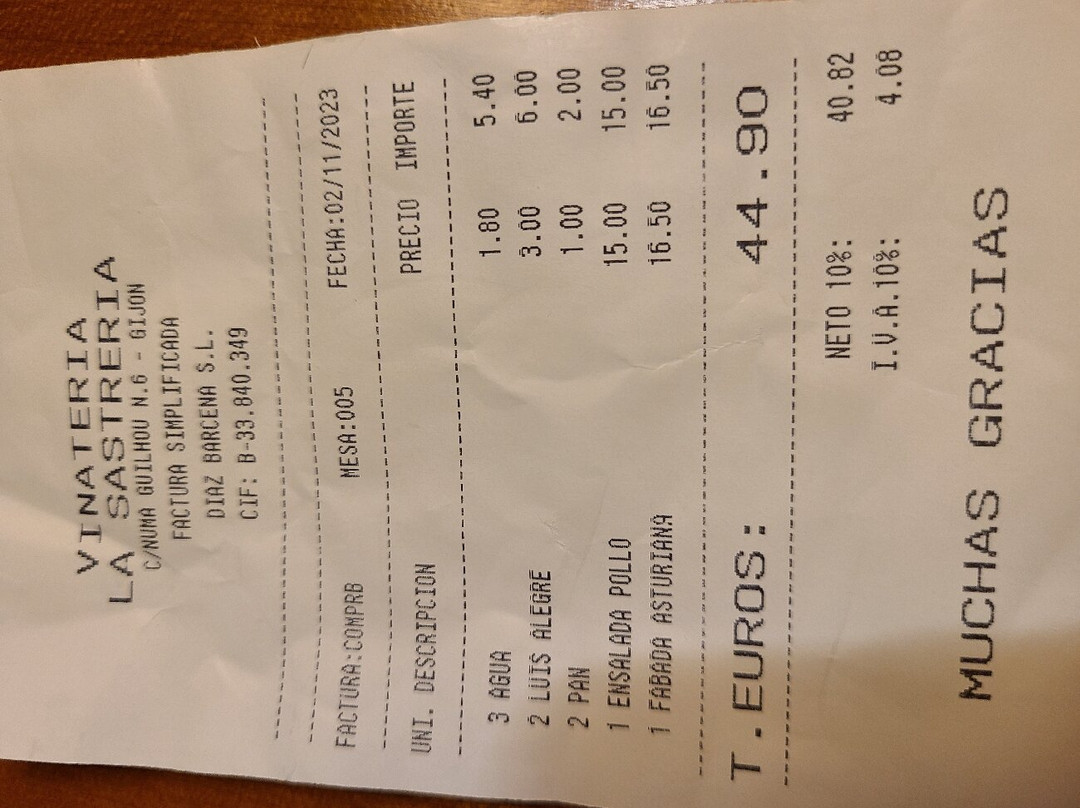 VINATERIA
LA SASTRERIA
C/NUMA GUILHOU N.6 - GIJON
FACTURA SIMPLIFICADA
DIAZ BARCENA S.L.
CIF: B-33.840.349
FACTURA:COMPRB MESA:005 FECHA:02/11/2023
UNI. DESCRIPCION PRECIO IMPORTE
3 AGUA 1.80 5.40
2 LUIS ALEGRE 3.00 6.00
2 PAN 1.00 2.00
1 ENSALADA POLLO 15.00 15.00
1 FABADA ASTURIANA 16.50 16.50
T.EUROS: 44.90
NETO 10%: 40.82
I.V.A.10%: 4.08
MUCHAS GRACIAS